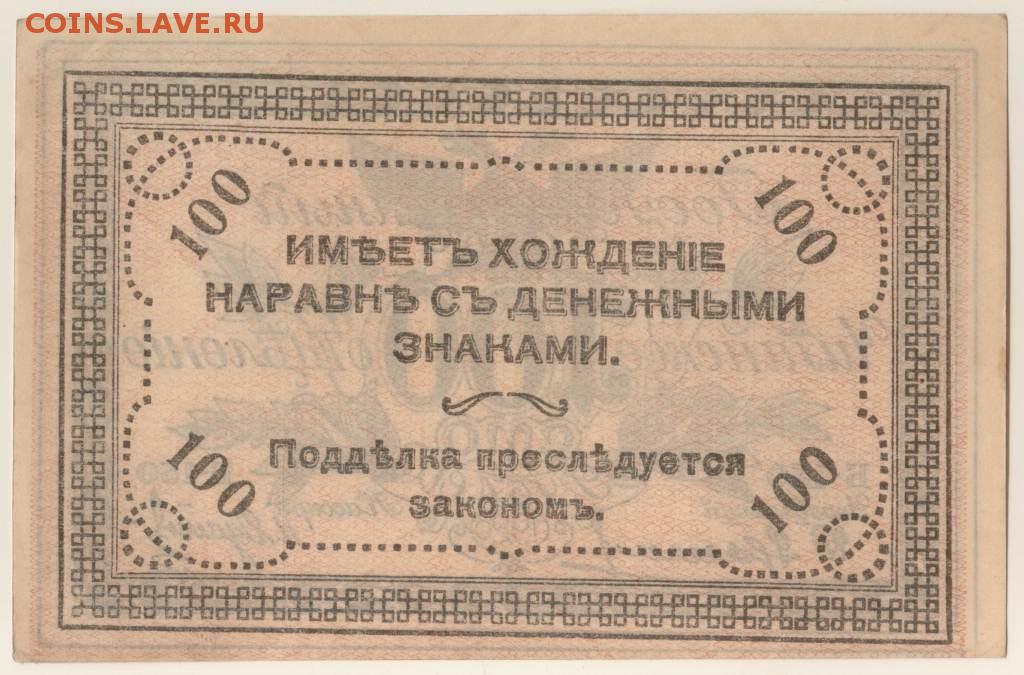 COINS.LAVE.RU
100
100
ИМѢЕТЪ ХОЖДЕНІЕ
НАРАВНѢ СЪ ДЕНЕЖНЫМИ
ЗНАКАМИ.
Поддѣлка преслѣдуется
закономъ.
100
100